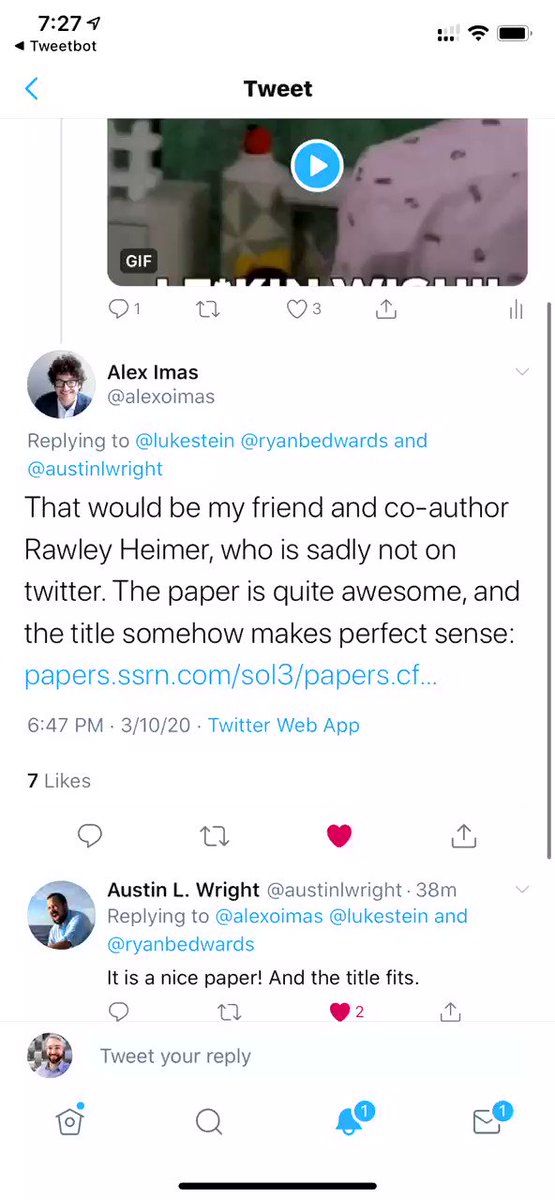 7:27
◀ Tweetbot
Tweet
GIF
1
3
Alex Imas
@alexoimas
Replying to @lukestein @ryanbedwards and
@austinlwright
That would be my friend and co-author
Rawley Heimer, who is sadly not on
twitter. The paper is quite awesome, and
the title somehow makes perfect sense:
papers.ssrn.com/sol3/papers.cf...
6:47 PM · 3/10/20 · Twitter Web App
7 Likes
Austin L. Wright @austinlwright · 38m
Replying to @alexoimas @lukestein and
@ryanbedwards
It is a nice paper! And the title fits.
2
Tweet your reply
1
1